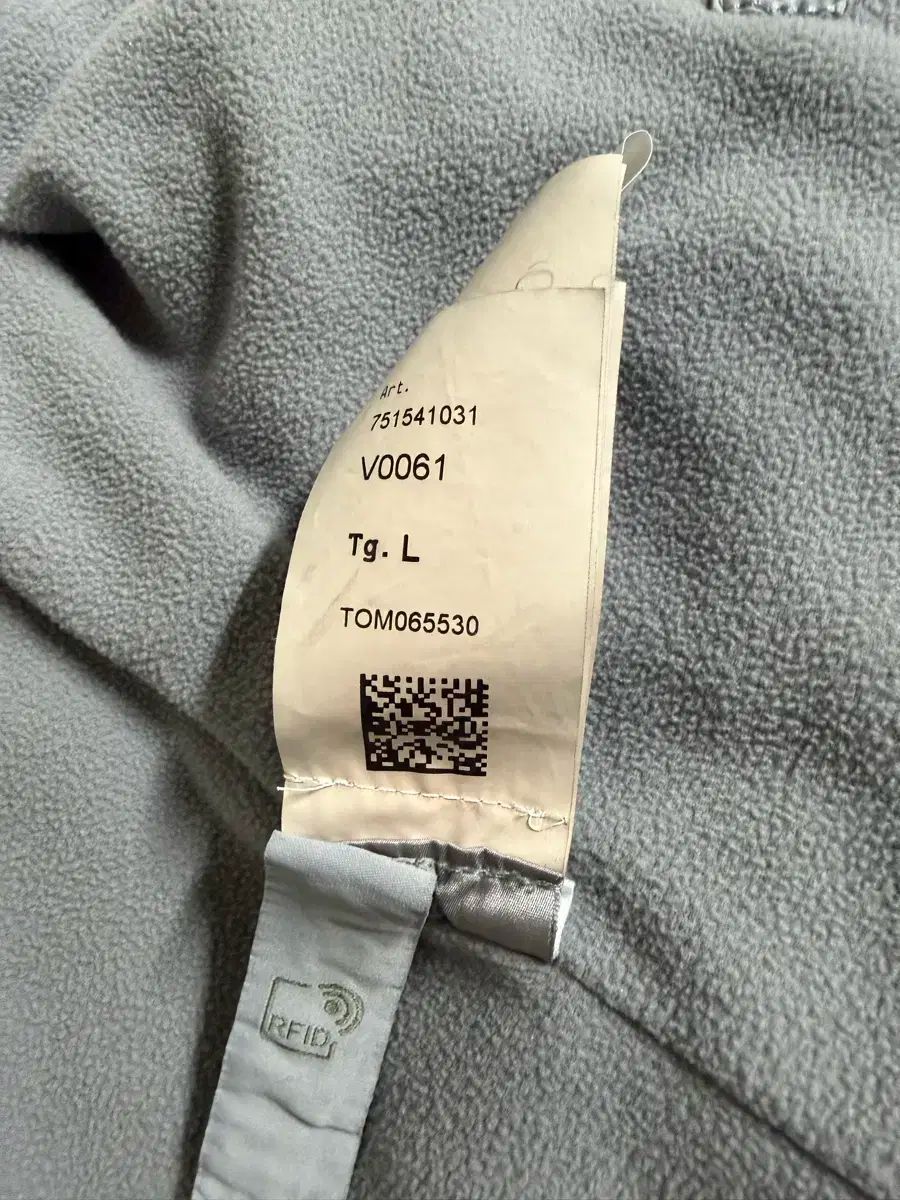 Art.
751541031
V0061
Tg. L
TOM065530
RFID